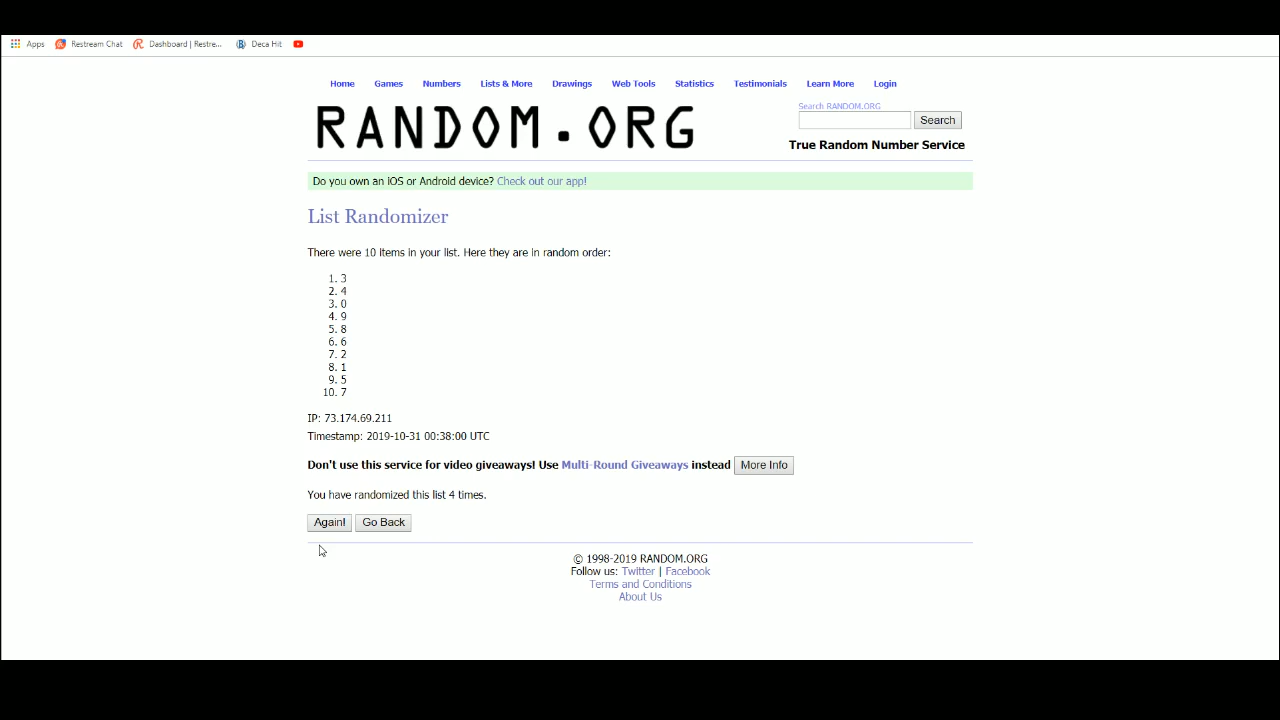 Apps Restream Chat Dashboard | Restre... Deca Hit
Home Games Numbers Lists & More Drawings Web Tools Statistics Testimonials Learn More Login
RANDOM.ORG
Search RANDOM.ORG
Search
True Random Number Service
Do you own an iOS or Android device? Check out our app!
List Randomizer
There were 10 items in your list. Here they are in random order:
1. 3
2. 4
3. 0
4. 9
5. 8
6. 6
7. 2
8. 1
9. 5
10. 7
IP: 73.174.69.211
Timestamp: 2019-10-31 00:38:00 UTC
Don't use this service for video giveaways! Use Multi-Round Giveaways instead More Info
You have randomized this list 4 times.
Again! Go Back
© 1998-2019 RANDOM.ORG
Follow us: Twitter | Facebook
Terms and Conditions
About Us